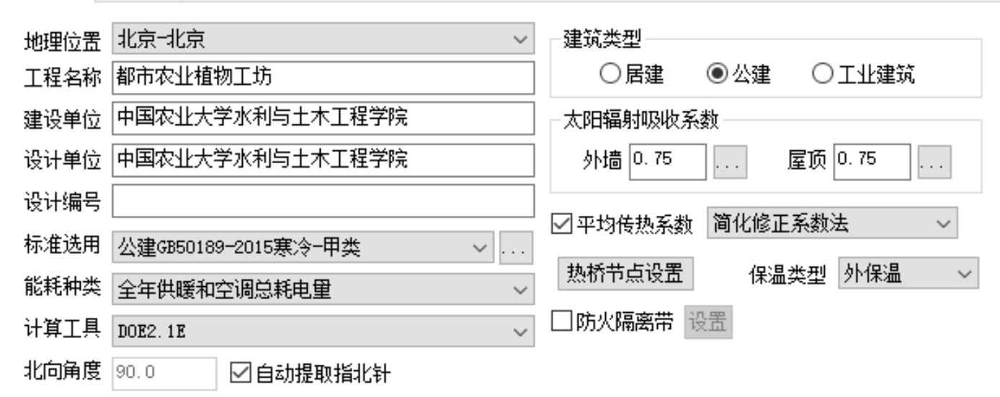 地理位置 北京-北京
工程名称 都市农业植物工坊
建设单位 中国农业大学水利与土木工程学院
设计单位 中国农业大学水利与土木工程学院
设计编号
标准选用 公建GB50189-2015寒冷-甲类 ...
能耗种类 全年供暖和空调总耗电量
计算工具 DOE2.1E
北向角度 90.0 自动提取指北针
建筑类型
居建 公建 工业建筑
太阳辐射吸收系数
外墙 0.75 ... 屋顶 0.75 ...
平均传热系数 简化修正系数法
热桥节点设置 保温类型 外保温
防火隔离带 设置